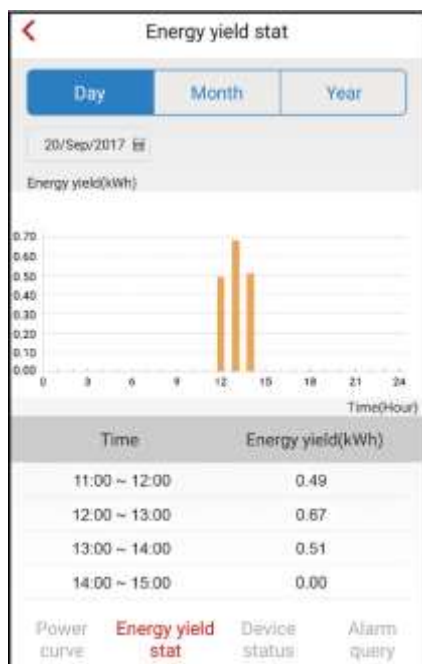 Energy yield stat
Day Month Year
20/Sep/2017
Energy yield(kWh)
0.70
0.60
0.50
0.40
0.30
0.20
0.10
0.00
0 3 6 9 12 15 18 21 24
Time(Hour)
Time Energy yield(kWh)
11:00 ~ 12:00 0.49
12:00 ~ 13:00 0.67
13:00 ~ 14:00 0.51
14:00 ~ 15:00 0.00
Power Energy yield Device Alarm
curve stat status query